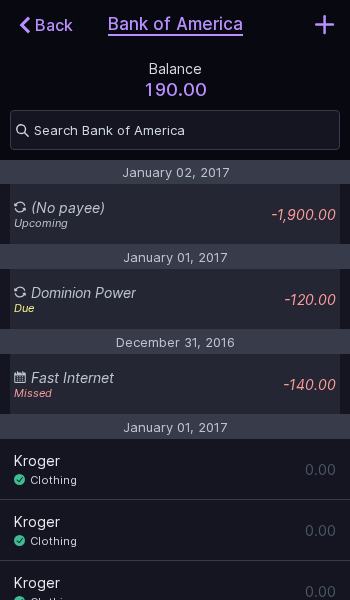 Back
Bank of America
Balance
190.00
Search Bank of America
January 02, 2017
(No payee)
-1,900.00
Upcoming
January 01, 2017
Dominion Power
-120.00
Due
December 31, 2016
Fast Internet
-140.00
Missed
January 01, 2017
Kroger
0.00
Clothing
Kroger
0.00
Clothing
Kroger
0.00